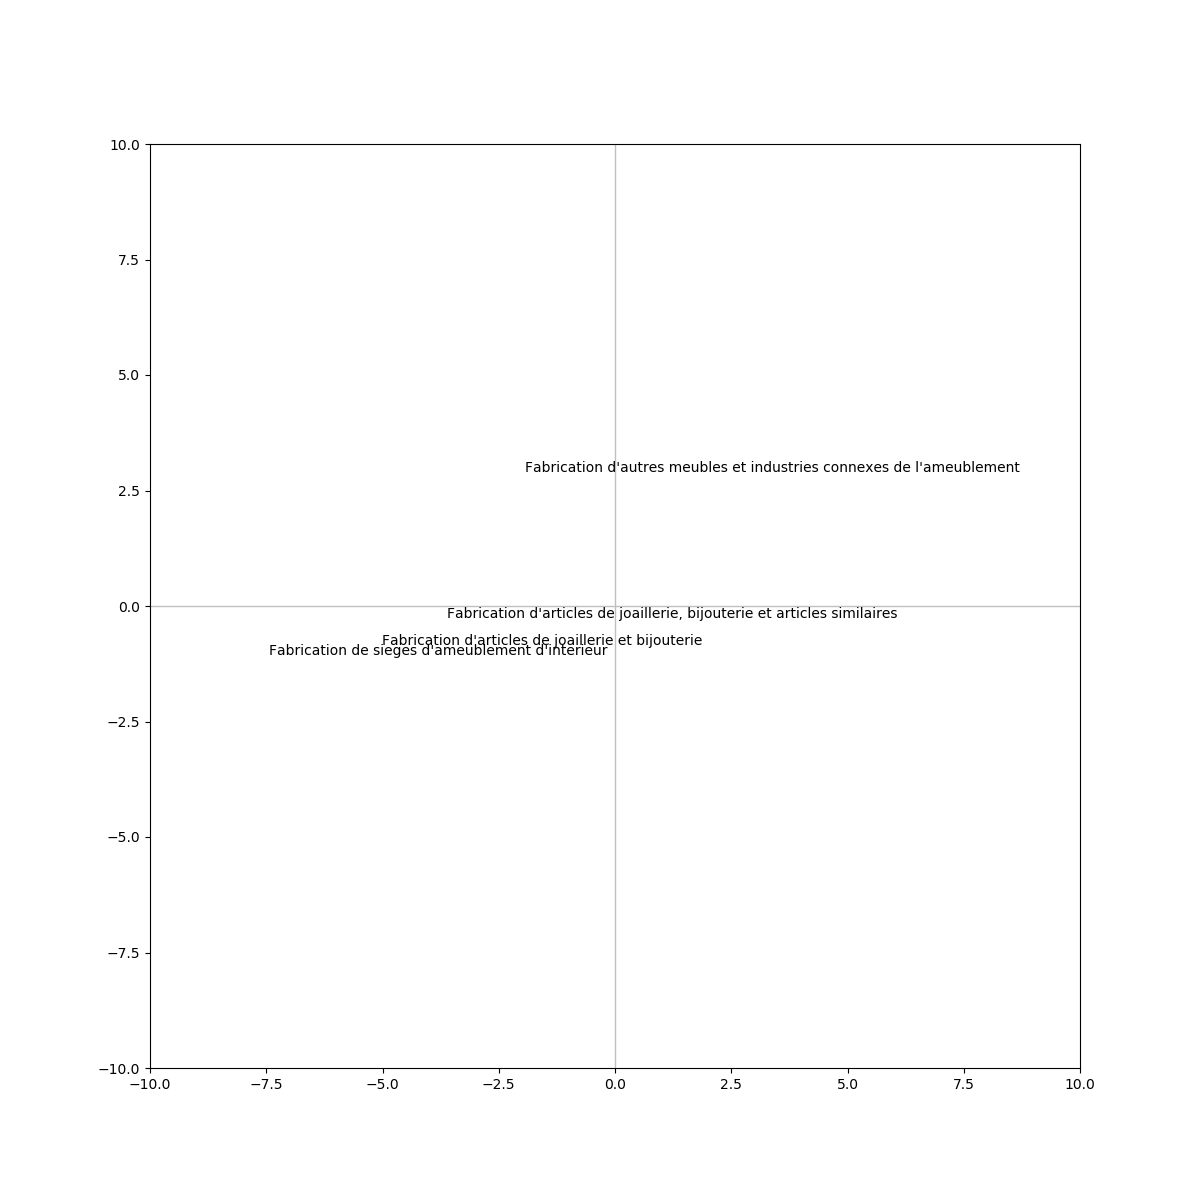 10.0
7.5
5.0
Fabrication d'autres meubles et industries connexes de l'ameublement
2.5
0.0
Fabrication d'articles de joaillerie, bijouterie et articles similaires
Fabrication d'articles de joaillerie et bijouterie
Fabrication de sièges d'ameublement d'intérieur
−2.5
−5.0
−7.5
−10.0
−10.0 −7.5 −5.0 −2.5 0.0 2.5 5.0 7.5 10.0